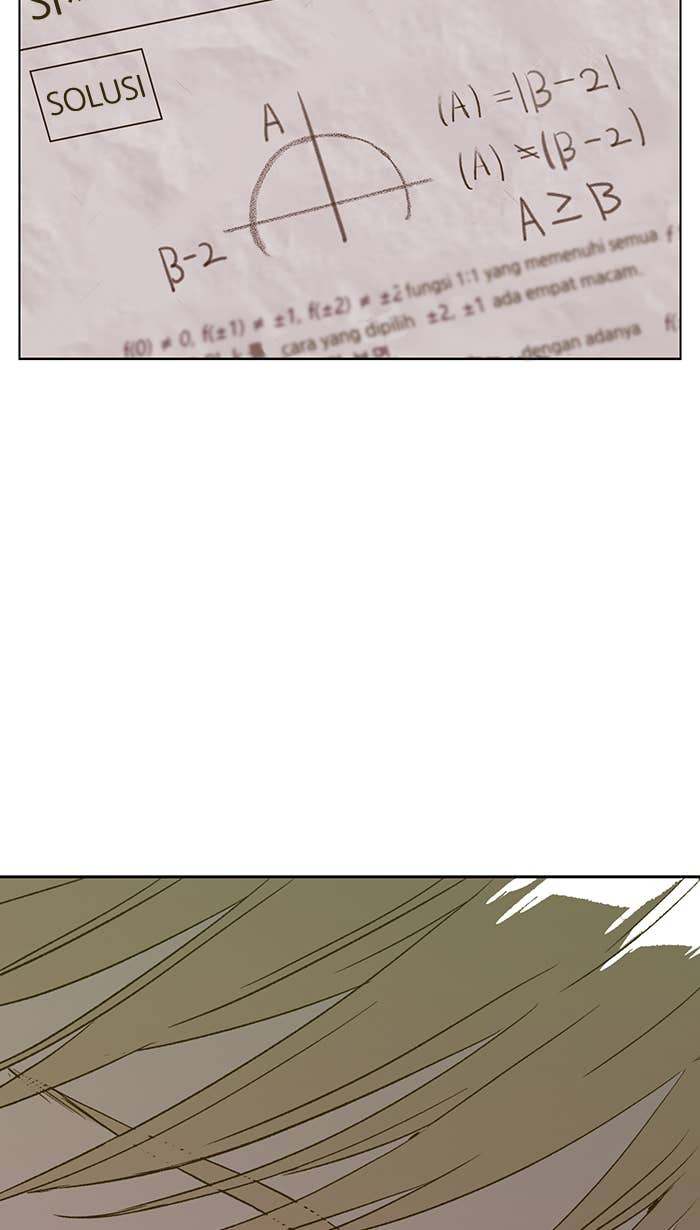 SOLUSI
A
β-2
(A) =|β-2|
(A) ≍(β-2)
A ≥ B
f(0) ≠ 0, f(±1) ≠ ±1, f(±2) ≠ ±2 fungsi 1:1 yang memenuhi semua f
cara yang dipilih ±2, ±1 ada empat macam.
dengan adanya f(